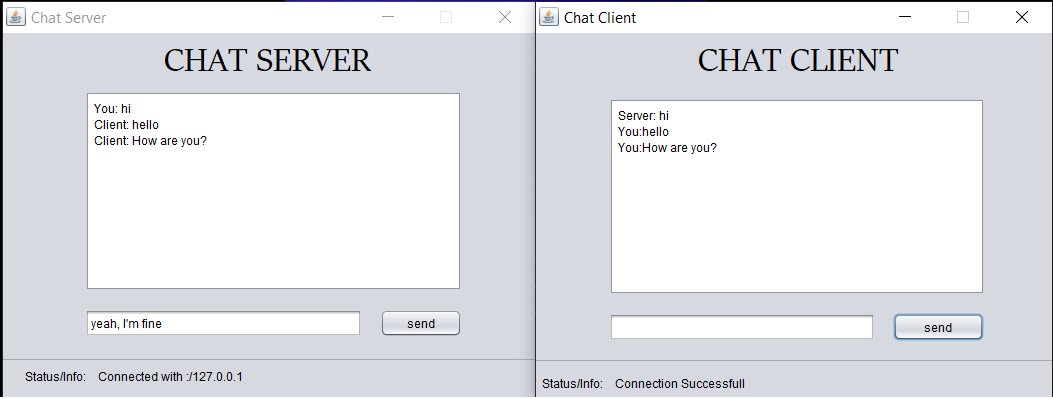 Chat Server
CHAT SERVER
You: hi
Client: hello
Client: How are you?
yeah, I'm fine
send
Status/Info: Connected with :/127.0.0.1
Chat Client
CHAT CLIENT
Server: hi
You:hello
You:How are you?
send
Status/Info: Connection Successfull